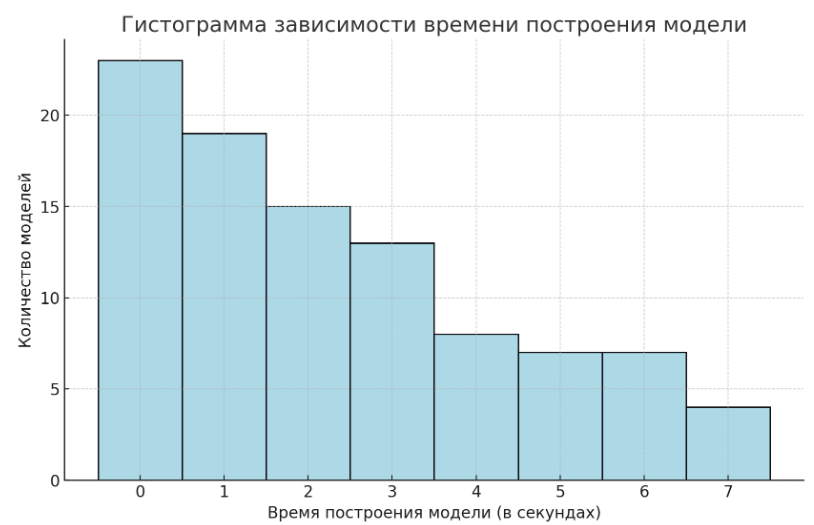 Гистограмма зависимости времени построения модели
Количество моделей
20
15
10
5
0
0 1 2 3 4 5 6 7
Время построения модели (в секундах)